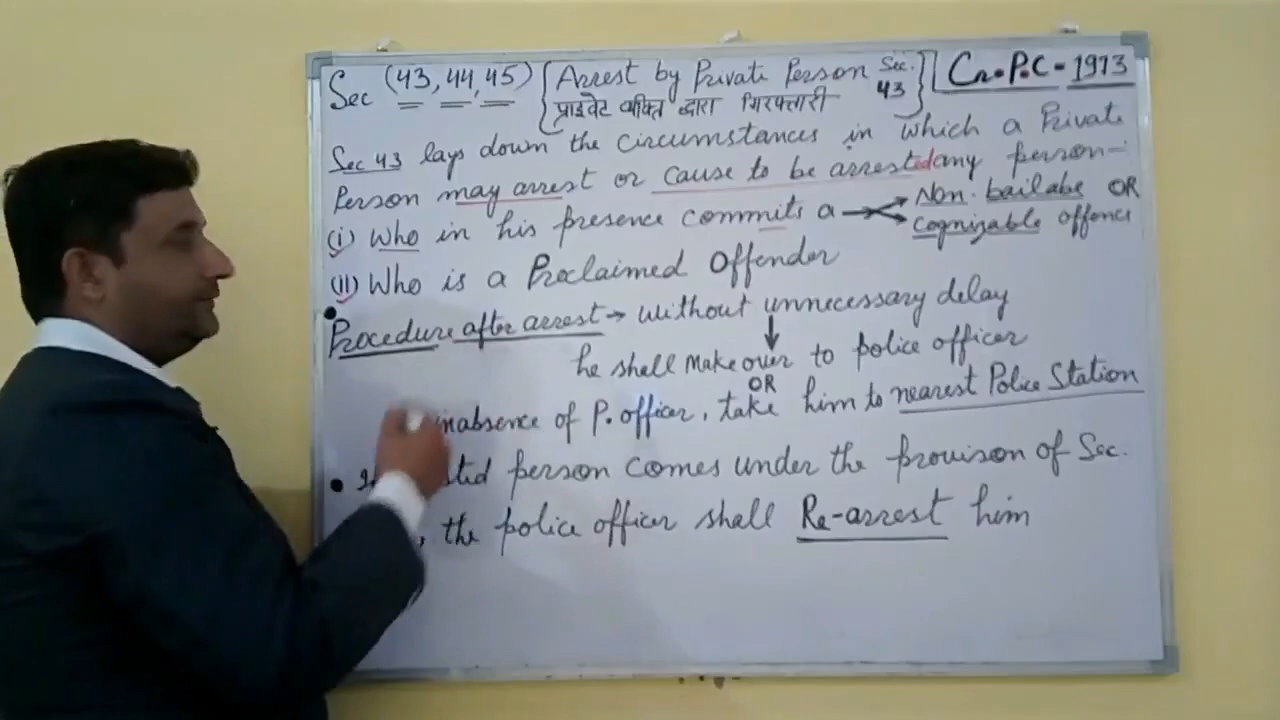 Sec (43, 44, 45) { Arrest by Private Person Sec. 43 } Cr.P.C - 1973
प्राइवेट व्यक्ति द्वारा गिरफ्तारी
Sec 43 lays down the circumstances in which a Private
Person may arrest or cause to be arrested any person -
(i) Who in his presence commits a → Non-bailabe OR
Cognizable offence
(ii) Who is a Proclaimed Offender
• Procedure after arrest → without unnecessary delay
he shall Make over to police officer
OR
inabsence of P. officer, take him to nearest Police Station
• person comes under the provison of Sec.
, the police officer shall Re-arrest him